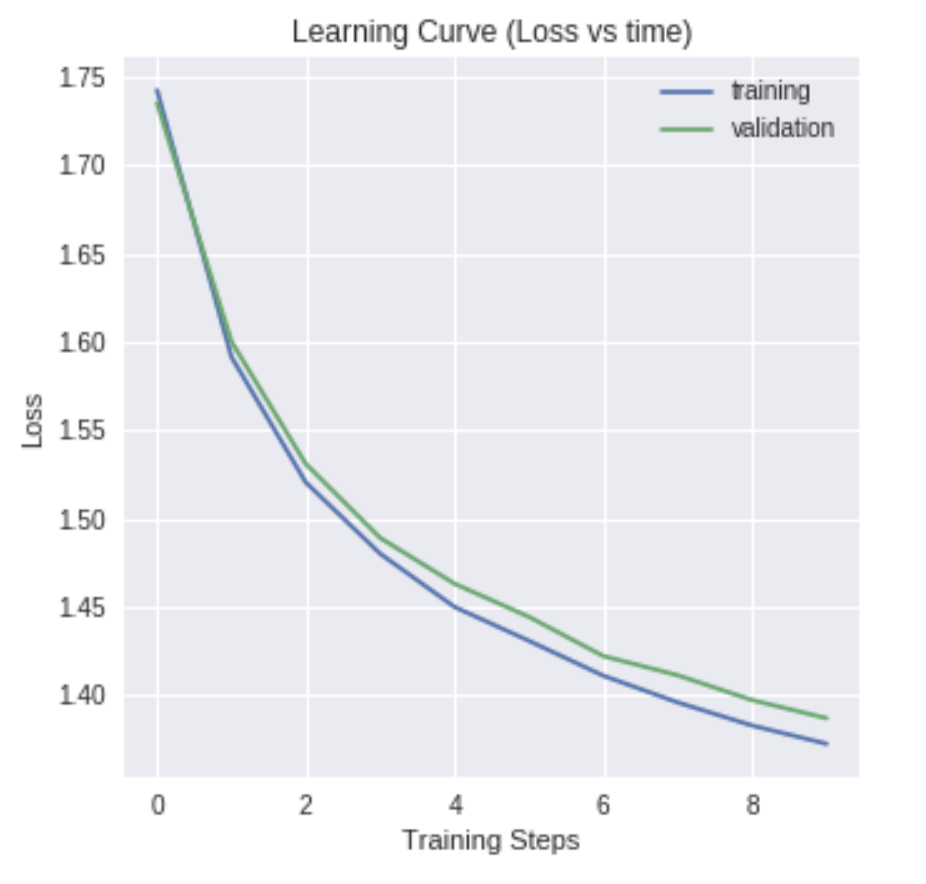 Learning Curve (Loss vs time)
training
validation
1.75
1.70
1.65
1.60
1.55
1.50
1.45
1.40
Loss
0 2 4 6 8
Training Steps